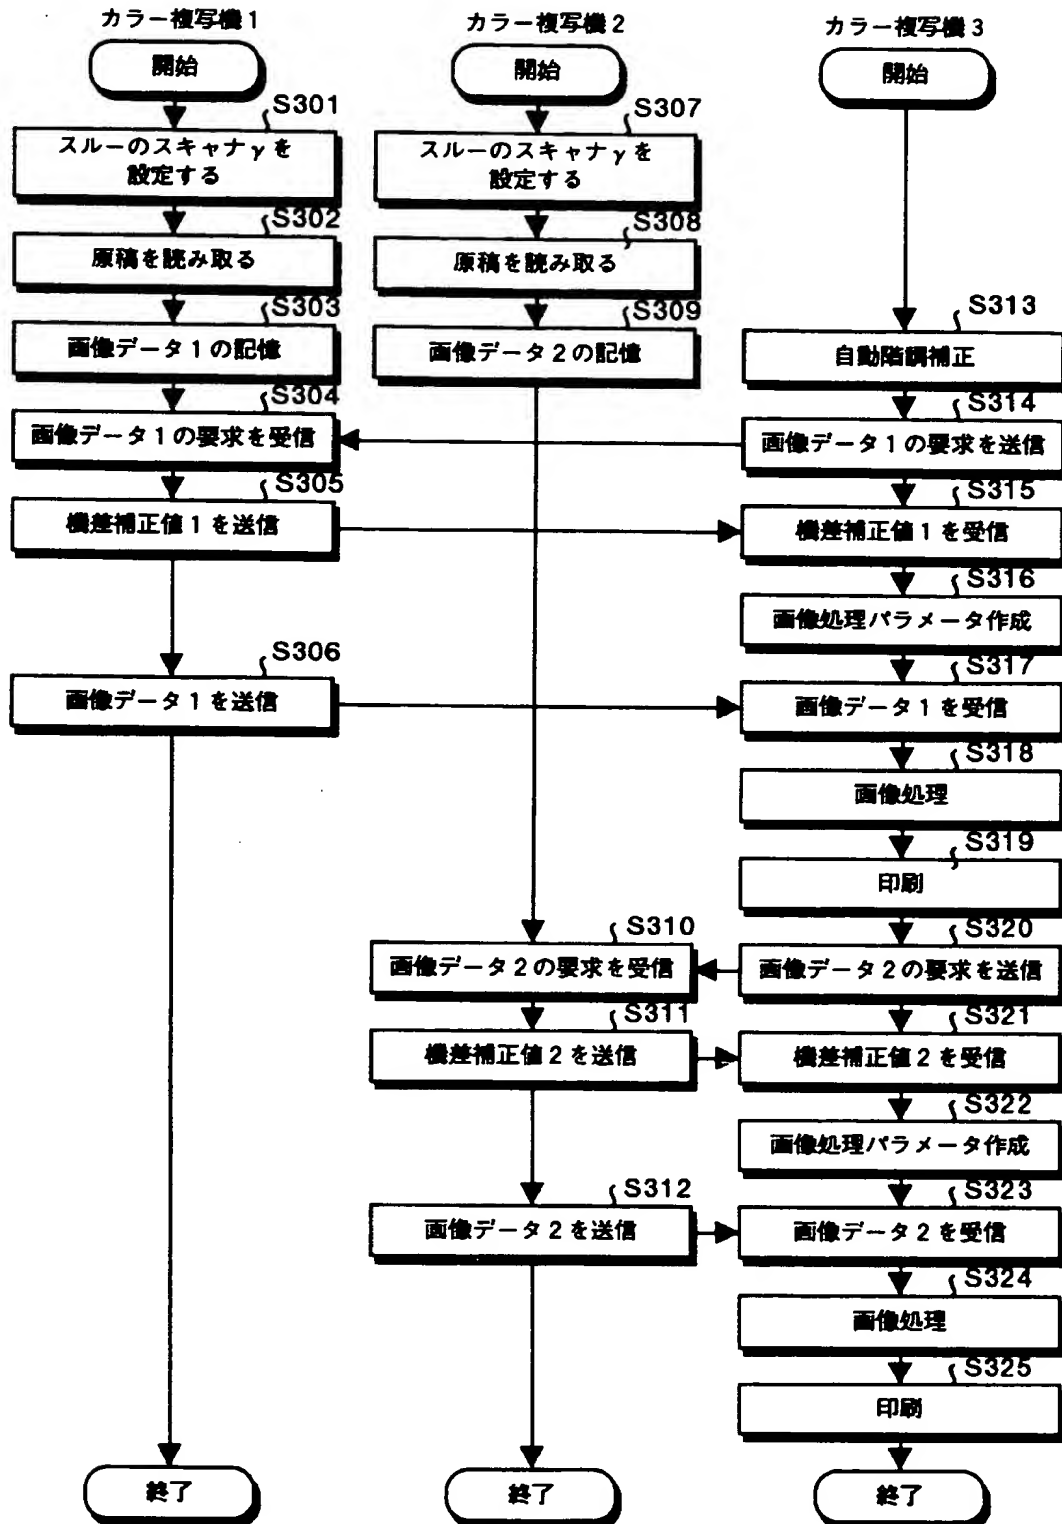 カラー複写機1
開始
S301
スルーのスキャナγを
設定する
S302
原稿を読み取る
S303
画像データ1の記憶
S304
画像データ1の要求を受信
S305
機差補正値1を送信
S306
画像データ1を送信
終了
カラー複写機2
開始
S307
スルーのスキャナγを
設定する
S308
原稿を読み取る
S309
画像データ2の記憶
S310
画像データ2の要求を受信
S311
機差補正値2を送信
S312
画像データ2を送信
終了
カラー複写機3
開始
S313
自動階調補正
S314
画像データ1の要求を送信
S315
機差補正値1を受信
S316
画像処理パラメータ作成
S317
画像データ1を受信
S318
画像処理
S319
印刷
S320
画像データ2の要求を送信
S321
機差補正値2を受信
S322
画像処理パラメータ作成
S323
画像データ2を受信
S324
画像処理
S325
印刷
終了